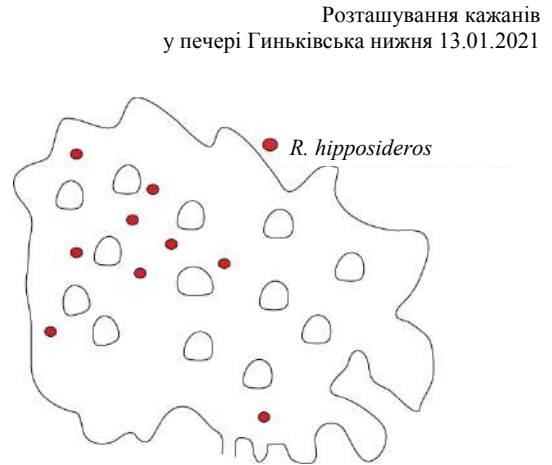 Розташування кажанів
у печері Гиньківська нижня 13.01.2021
R. hipposideros